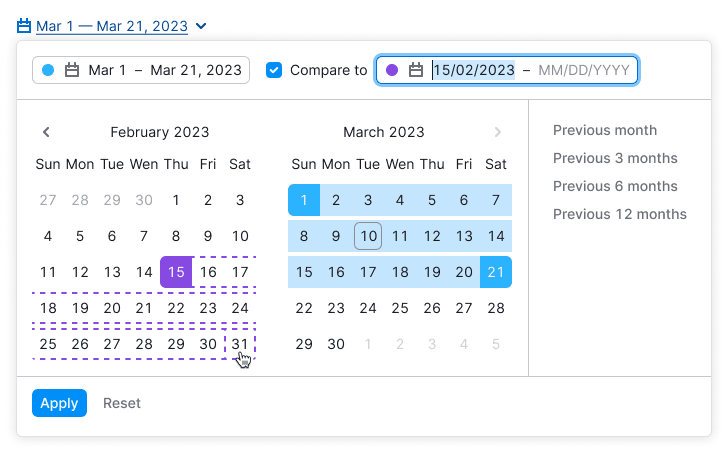 Mar 1 — Mar 21, 2023
Mar 1 – Mar 21, 2023 Compare to 15/02/2023 – MM/DD/YYYY
February 2023
Sun Mon Tue Wen Thu Fri Sat
27 28 29 30 1 2 3
4 5 6 7 8 9 10
11 12 13 14 15 16 17
18 19 20 21 22 23 24
25 26 27 28 29 30 31
March 2023
Sun Mon Tue Wen Thu Fri Sat
1 2 3 4 5 6 7
8 9 10 11 12 13 14
15 16 17 18 19 20 21
22 23 24 25 26 27 28
29 30 1 2 3 4 5
Previous month
Previous 3 months
Previous 6 months
Previous 12 months
Apply Reset